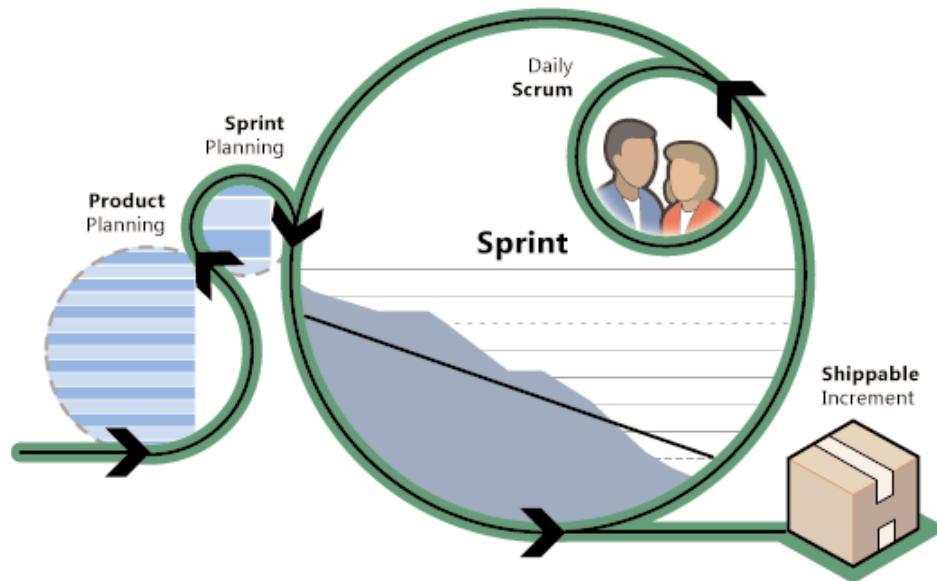 Product
Planning
Sprint
Planning
Daily
Scrum
Sprint
Shippable
Increment